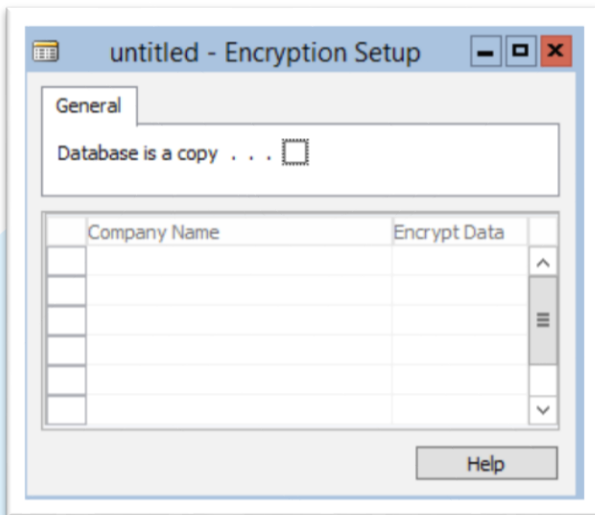 untitled - Encryption Setup
General
Database is a copy . . .
Company Name Encrypt Data
Help